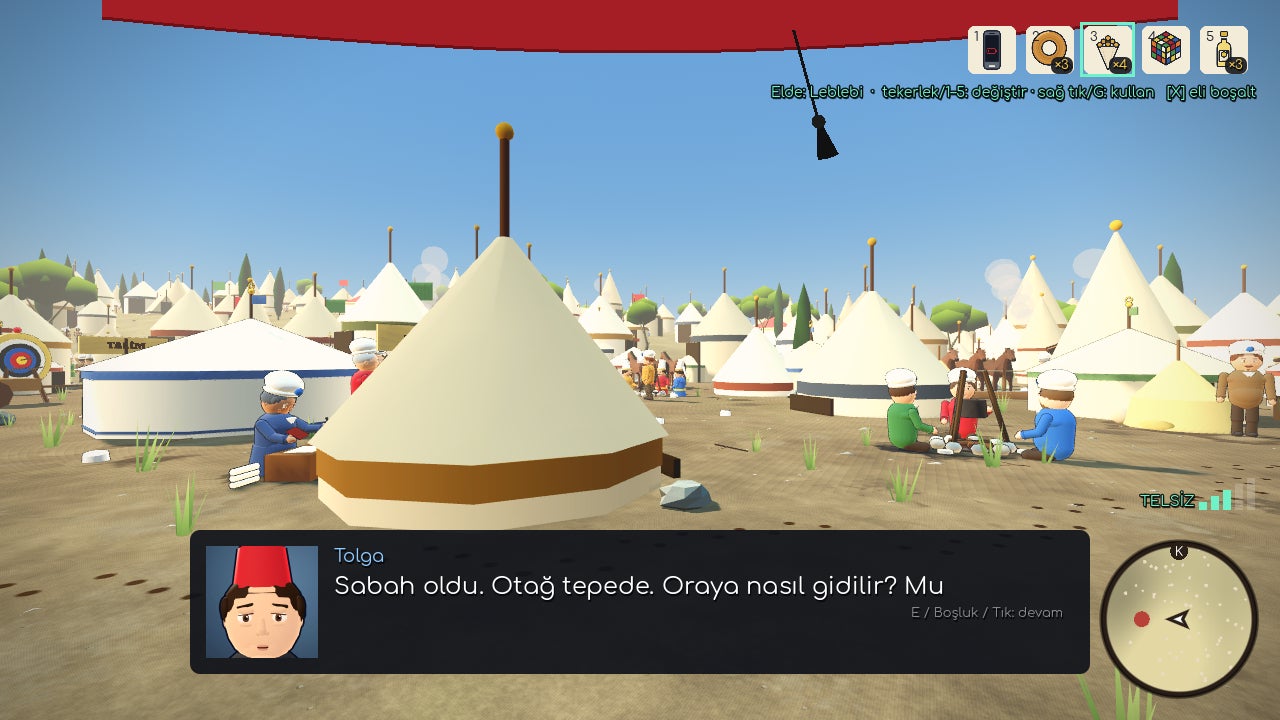 1 2 3 4 5
×3 ×4 ×3
Elde: Leblebi · tekerlek/1-5: değiştir · sağ tık/G: kullan [X] eli boşalt
TELSİZ
K
Tolga
Sabah oldu. Otağ tepede. Oraya nasıl gidilir? Mu
E / Boşluk / Tık: devam